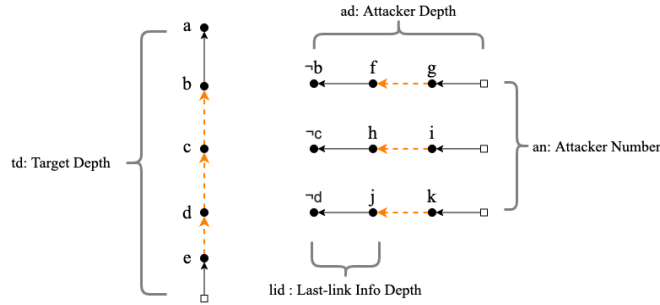 ad: Attacker Depth
a
¬b f g
b
¬c h i
c
td: Target Depth
an: Attacker Number
¬d j k
d
e
lid : Last-link Info Depth